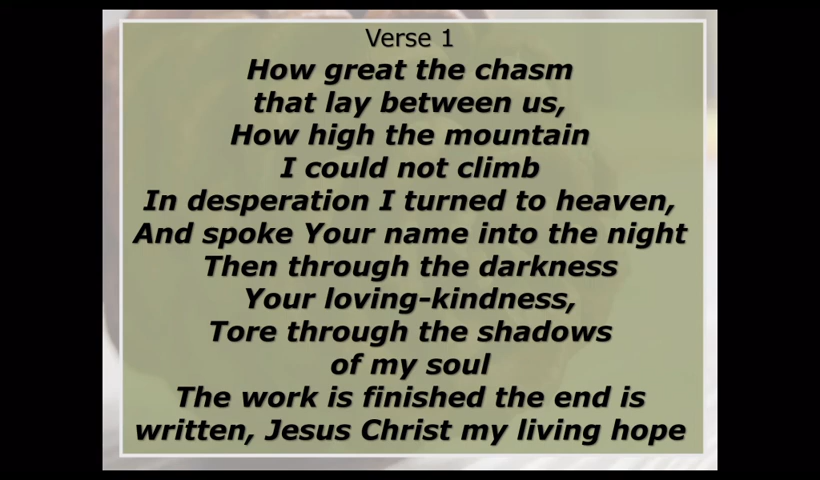 Verse 1
How great the chasm
that lay between us,
How high the mountain
I could not climb
In desperation I turned to heaven,
And spoke Your name into the night
Then through the darkness
Your loving-kindness,
Tore through the shadows
of my soul
The work is finished the end is
written, Jesus Christ my living hope